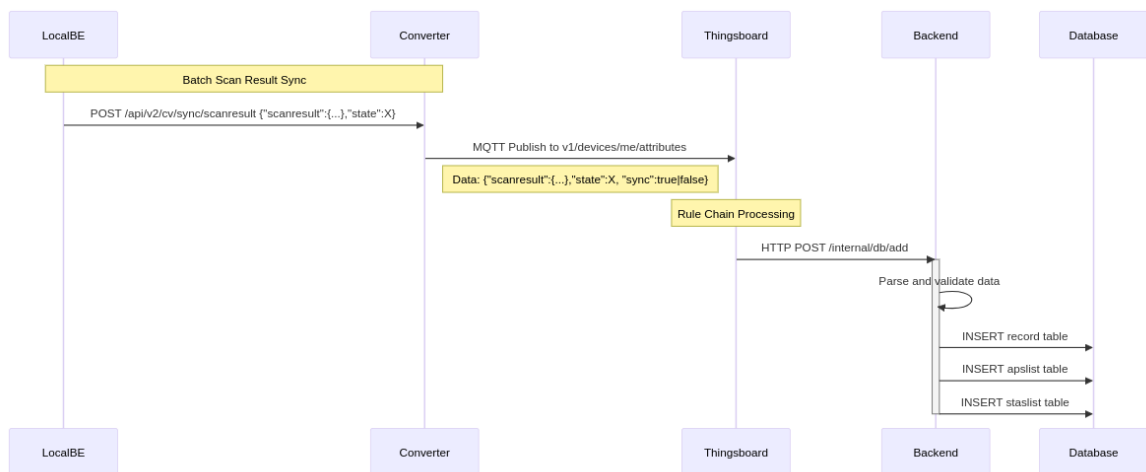 LocalBE
Converter
Thingsboard
Backend
Database
Batch Scan Result Sync
POST /api/v2/cv/sync/scanresult {"scanresult":{...},"state":X}
MQTT Publish to v1/devices/me/attributes
Data: {"scanresult":{...},"state":X, "sync":true|false}
Rule Chain Processing
HTTP POST /internal/db/add
Parse and validate data
INSERT record table
INSERT apslist table
INSERT staslist table
LocalBE
Converter
Thingsboard
Backend
Database